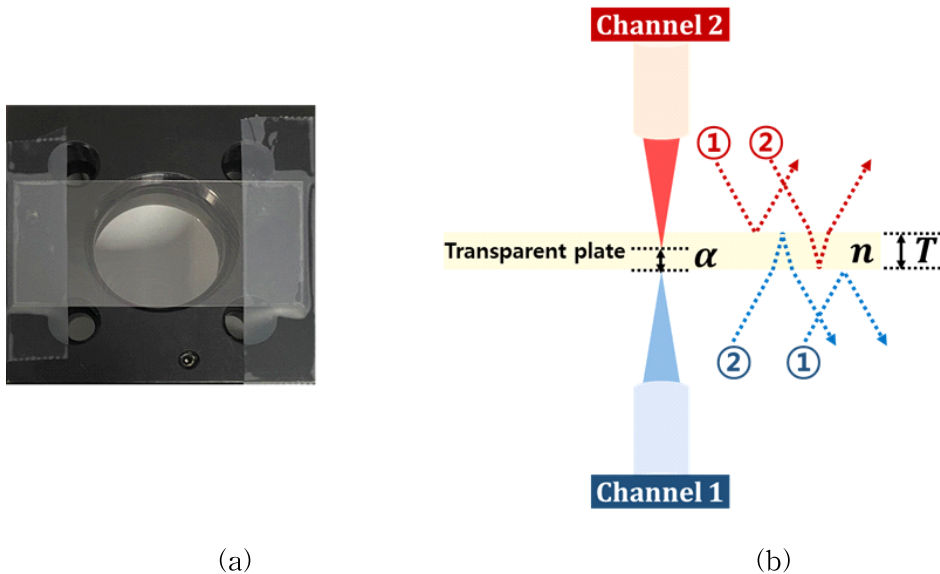 Channel 2
① ②
Transparent plate α n T
② ①
Channel 1
(a) (b)